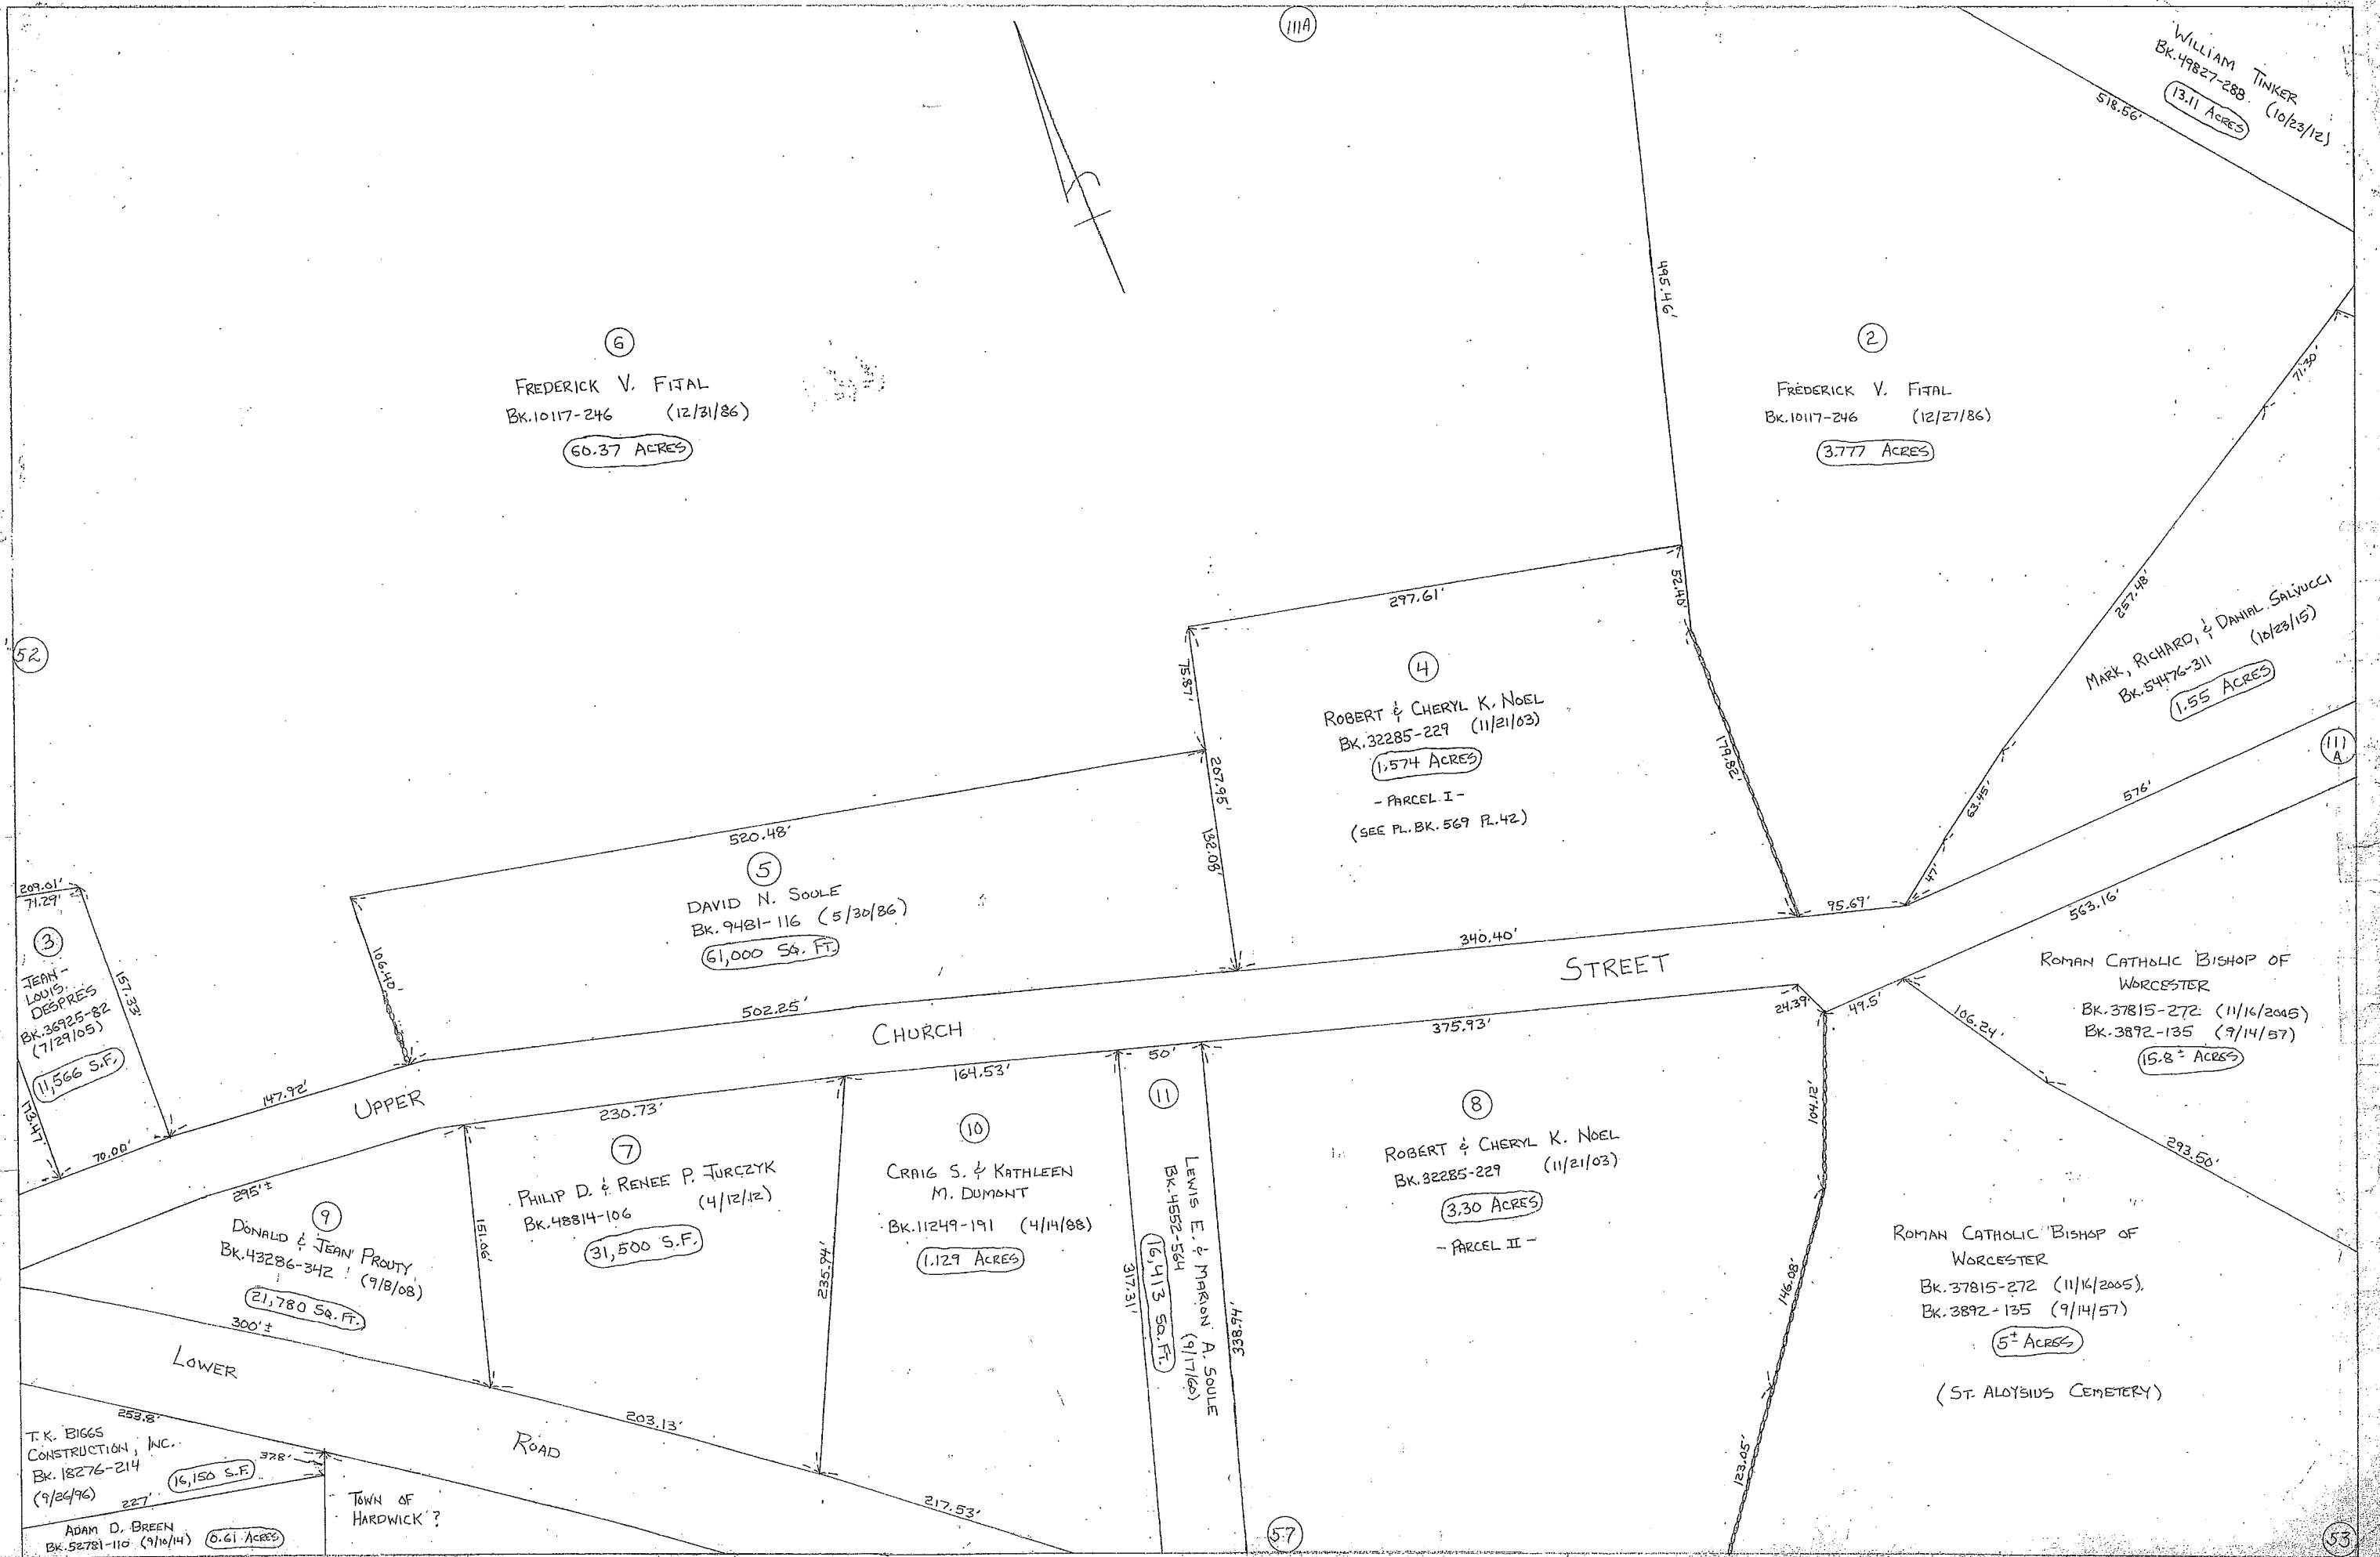 111A
WILLIAM TINKER
BK.49827-288 (10/23/12)
13.11 ACRES
518.56'
495.46'
6
FREDERICK V. FIJAL
BK.10117-246 (12/31/86)
60.37 ACRES
2
FREDERICK V. FIJAL
BK.10117-246 (12/27/86)
3.777 ACRES
71.30'
257.48'
63.45'
47'
MARK, RICHARD, & DANIAL SALVUCCI
BK.54476-311 (10/23/15)
1.55 ACRES
111
A
576'
52
297.61'
52.40'
75.87'
207.95'
132.08'
179.82'
4
ROBERT & CHERYL K. NOEL
BK.32285-229 (11/21/03)
1.574 ACRES
- PARCEL I -
(SEE PL.BK. 569 PL.42)
520.48'
5
DAVID N. SOULE
BK. 9481-116 (5/30/86)
61,000 SQ. FT.
106.40'
502.25'
340.40'
95.69'
209.01'
71.29'
3
JEAN-
LOUIS
DESPRES
BK.36925-82
(7/29/05)
11,566 S.F.
157.33'
173.47'
70.00'
147.92'
UPPER
CHURCH
STREET
563.16'
24.39'
49.5'
106.24'
293.50'
ROMAN CATHOLIC BISHOP OF
WORCESTER
BK.37815-272 (11/16/2005)
BK.3892-135 (9/14/57)
15.8± ACRES
295'±
9
DONALD & JEAN PROUTY
BK.43286-342 (9/8/08)
21,780 SQ.FT.
300'±
230.73'
7
PHILIP D. & RENEE P. JURCZYK
BK.48814-106 (4/12/12)
31,500 S.F.
151.06'
235.94'
203.13'
164.53'
10
CRAIG S. & KATHLEEN
M. DUMONT
BK.11249-191 (4/14/88)
1.129 ACRES
217.53'
50'
11
LEWIS E. & MARION A. SOULE
BK.4552-564 (9/17/60)
16,413 SQ.FT.
317.31'
338.94'
375.93'
8
ROBERT & CHERYL K. NOEL
BK.32285-229 (11/21/03)
3.30 ACRES
- PARCEL II -
104.12'
146.08'
123.05'
ROMAN CATHOLIC BISHOP OF
WORCESTER
BK.37815-272 (11/16/2005)
BK.3892-135 (9/14/57)
5± ACRES
(ST. ALOYSIUS CEMETERY)
LOWER
ROAD
253.8'
T.K. BIGGS
CONSTRUCTION, INC.
BK.18276-214
(9/26/96)
16,150 S.F.
328'
227'
TOWN OF
HARDWICK ?
ADAM D. BREEN
BK.52781-110 (9/10/14) 0.61 ACRES
57
53